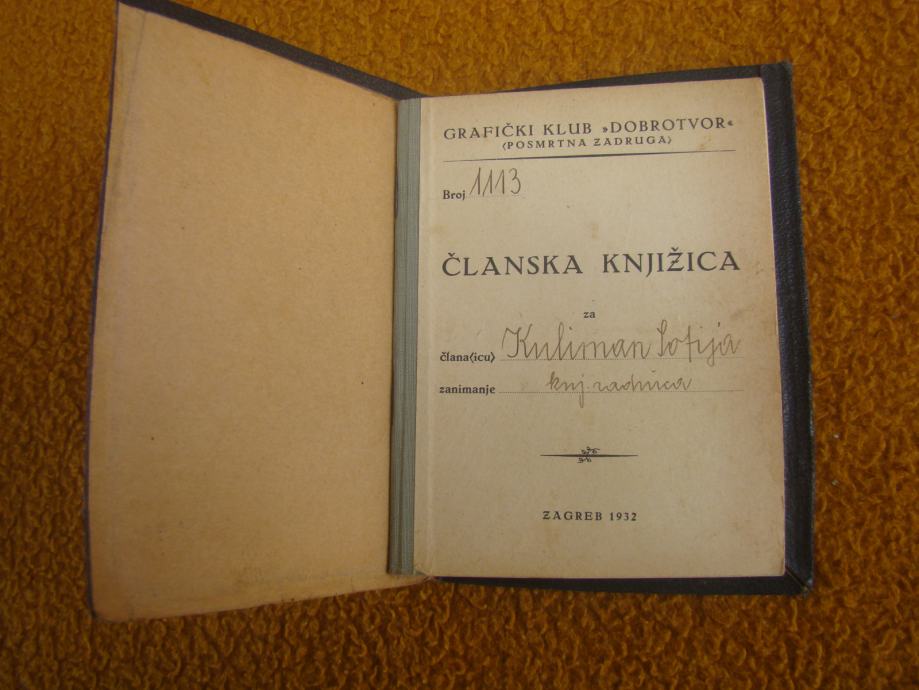 GRAFIČKI KLUB »DOBROTVOR«
(POSMRTNA ZADRUGA)
Broj 1113
ČLANSKA KNJIŽICA
za
člana(icu) Kuliman Sofija
zanimanje knj. radnica
ZAGREB 1932